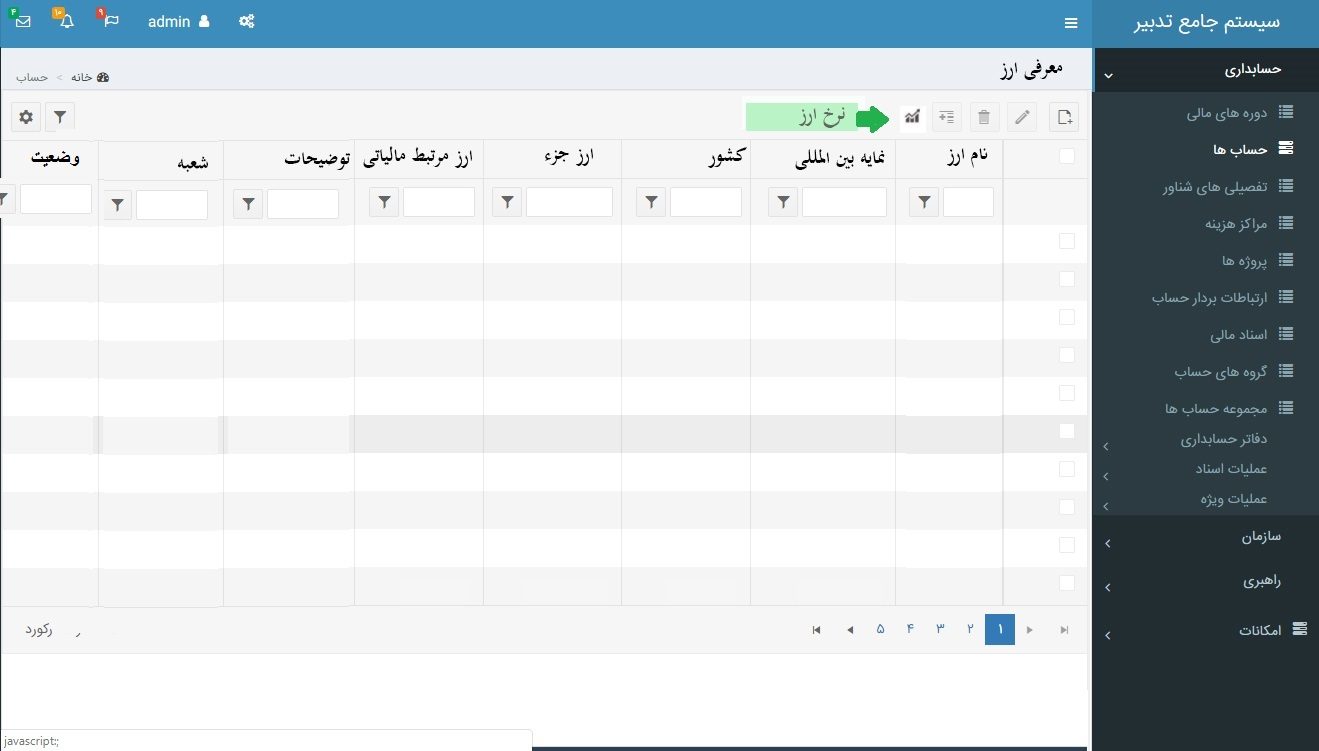 سیستم جامع تدبیر
admin
۹
۱۰
۴
حسابداری
دوره های مالی
حساب ها
تفصیلی های شناور
مراکز هزینه
پروژه ها
ارتباطات بردار حساب
اسناد مالی
گروه های حساب
مجموعه حساب ها
دفاتر حسابداری
عملیات اسناد
عملیات ویژه
سازمان
راهبری
امکانات
معرفی ارز
خانه > حساب
نرخ ارز
نام ارز
نمایه بین المللی
کشور
ارز جزء
ارز مرتبط مالیاتی
توضیحات
شعبه
وضعیت
۱ ۲ ۳ ۴ ۵
رکورد
javascript:;